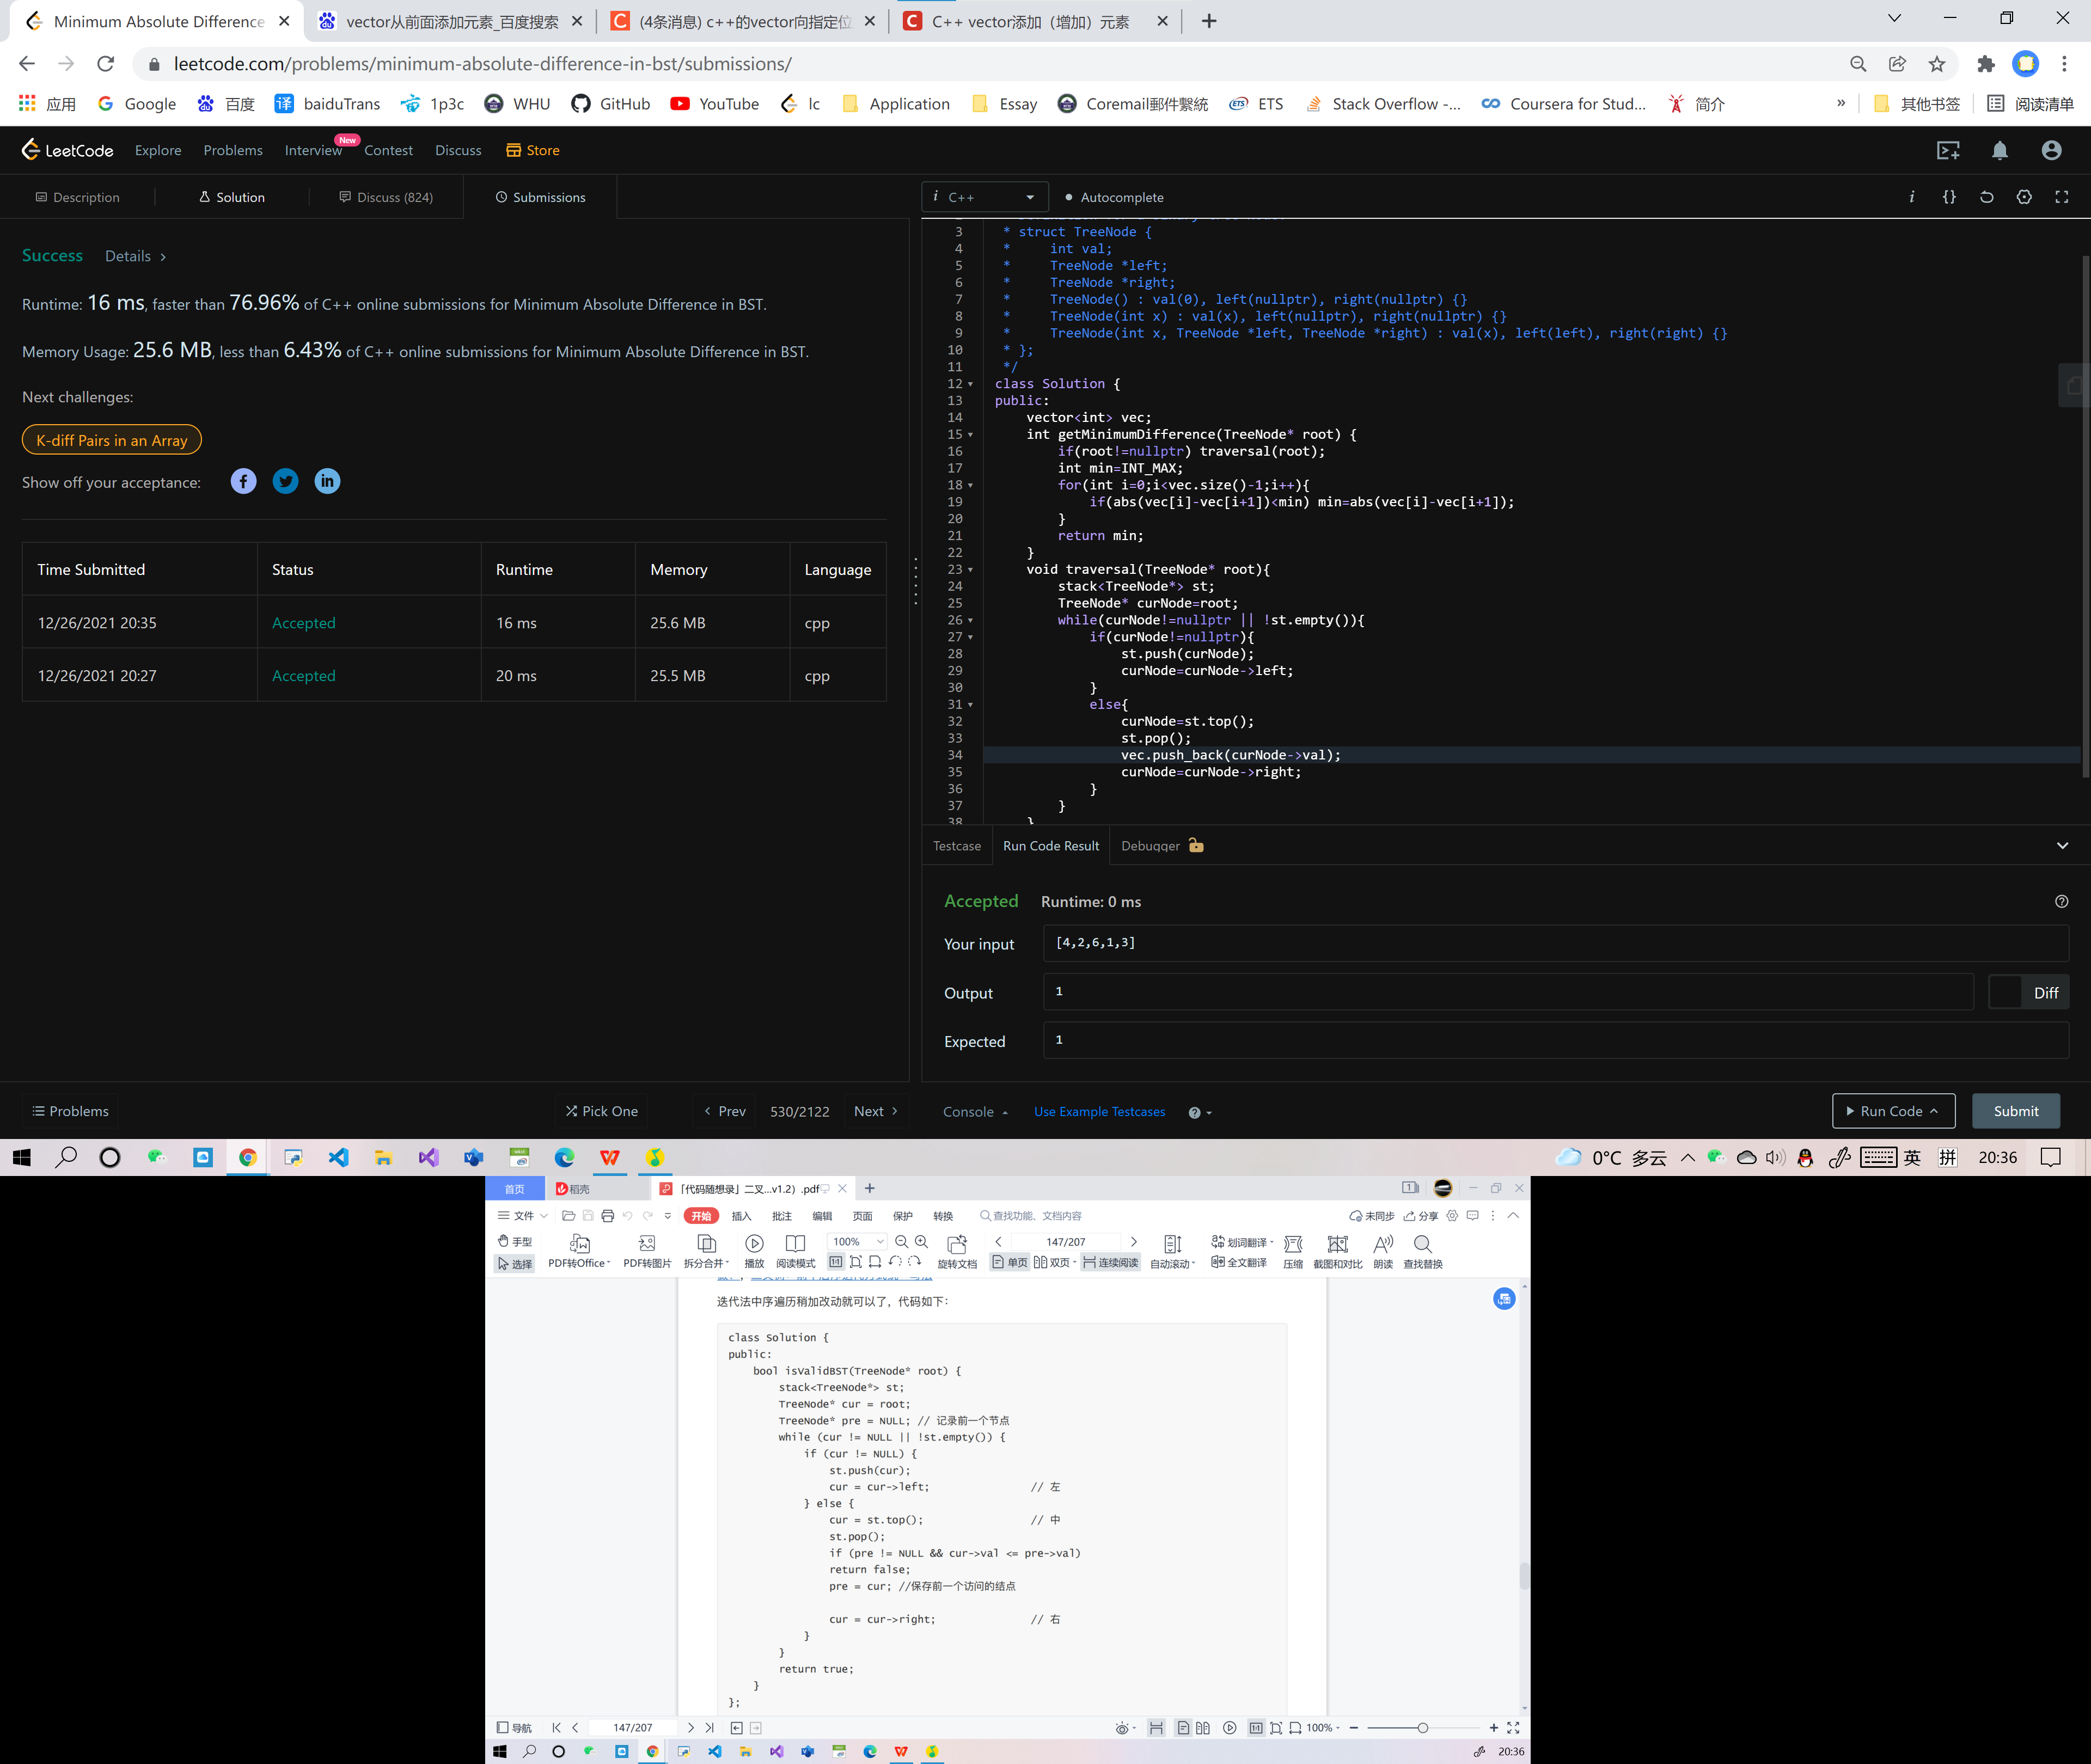 Minimum Absolute Difference
vector从前面添加元素_百度搜索
(4条消息) c++的vector向指定位
C++ vector添加（增加）元素
leetcode.com/problems/minimum-absolute-difference-in-bst/submissions/
应用 Google 百度 baiduTrans 1p3c WHU GitHub YouTube lc Application Essay Coremail郵件繫統 ETS Stack Overflow -... Coursera for Stud... 简介 » 其他书签 阅读清单
LeetCode Explore Problems Interview New Contest Discuss Store
Description Solution Discuss (824) Submissions
i C++ Autocomplete
Success Details >
Runtime: 16 ms, faster than 76.96% of C++ online submissions for Minimum Absolute Difference in BST.
Memory Usage: 25.6 MB, less than 6.43% of C++ online submissions for Minimum Absolute Difference in BST.
Next challenges:
K-diff Pairs in an Array
Show off your acceptance:
Time Submitted Status Runtime Memory Language
12/26/2021 20:35 Accepted 16 ms 25.6 MB cpp
12/26/2021 20:27 Accepted 20 ms 25.5 MB cpp
3 * struct TreeNode {
4 *     int val;
5 *     TreeNode *left;
6 *     TreeNode *right;
7 *     TreeNode() : val(0), left(nullptr), right(nullptr) {}
8 *     TreeNode(int x) : val(x), left(nullptr), right(nullptr) {}
9 *     TreeNode(int x, TreeNode *left, TreeNode *right) : val(x), left(left), right(right) {}
10 * };
11 */
12 class Solution {
13 public:
14     vector<int> vec;
15     int getMinimumDifference(TreeNode* root) {
16         if(root!=nullptr) traversal(root);
17         int min=INT_MAX;
18         for(int i=0;i<vec.size()-1;i++){
19             if(abs(vec[i]-vec[i+1])<min) min=abs(vec[i]-vec[i+1]);
20         }
21         return min;
22     }
23     void traversal(TreeNode* root){
24         stack<TreeNode*> st;
25         TreeNode* curNode=root;
26         while(curNode!=nullptr || !st.empty()){
27             if(curNode!=nullptr){
28                 st.push(curNode);
29                 curNode=curNode->left;
30             }
31             else{
32                 curNode=st.top();
33                 st.pop();
34                 vec.push_back(curNode->val);
35                 curNode=curNode->right;
36             }
37         }
38     }
Testcase Run Code Result Debugger
Accepted Runtime: 0 ms
Your input [4,2,6,1,3]
Output 1 Diff
Expected 1
Problems Pick One < Prev 530/2122 Next > Console Use Example Testcases Run Code Submit
0°C 多云 英 拼 20:36
首页 稻壳 「代码随想录」二叉...v1.2）.pdf
文件 开始 插入 批注 编辑 页面 保护 转换 查找功能、文档内容 未同步 分享
手型 选择 PDF转Office PDF转图片 拆分合并 播放 阅读模式 100% 旋转文档 147/207 单页 双页 连续阅读 自动滚动 划词翻译 全文翻译 压缩 截图和对比 朗读 查找替换
迭代法中序遍历稍加改动就可以了，代码如下：
class Solution {
public:
    bool isValidBST(TreeNode* root) {
        stack<TreeNode*> st;
        TreeNode* cur = root;
        TreeNode* pre = NULL; // 记录前一个节点
        while (cur != NULL || !st.empty()) {
            if (cur != NULL) {
                st.push(cur);
                cur = cur->left;                // 左
            } else {
                cur = st.top();                 // 中
                st.pop();
                if (pre != NULL && cur->val <= pre->val)
                return false;
                pre = cur; //保存前一个访问的结点
                cur = cur->right;               // 右
            }
        }
        return true;
    }
};
导航 147/207 100%
20:36